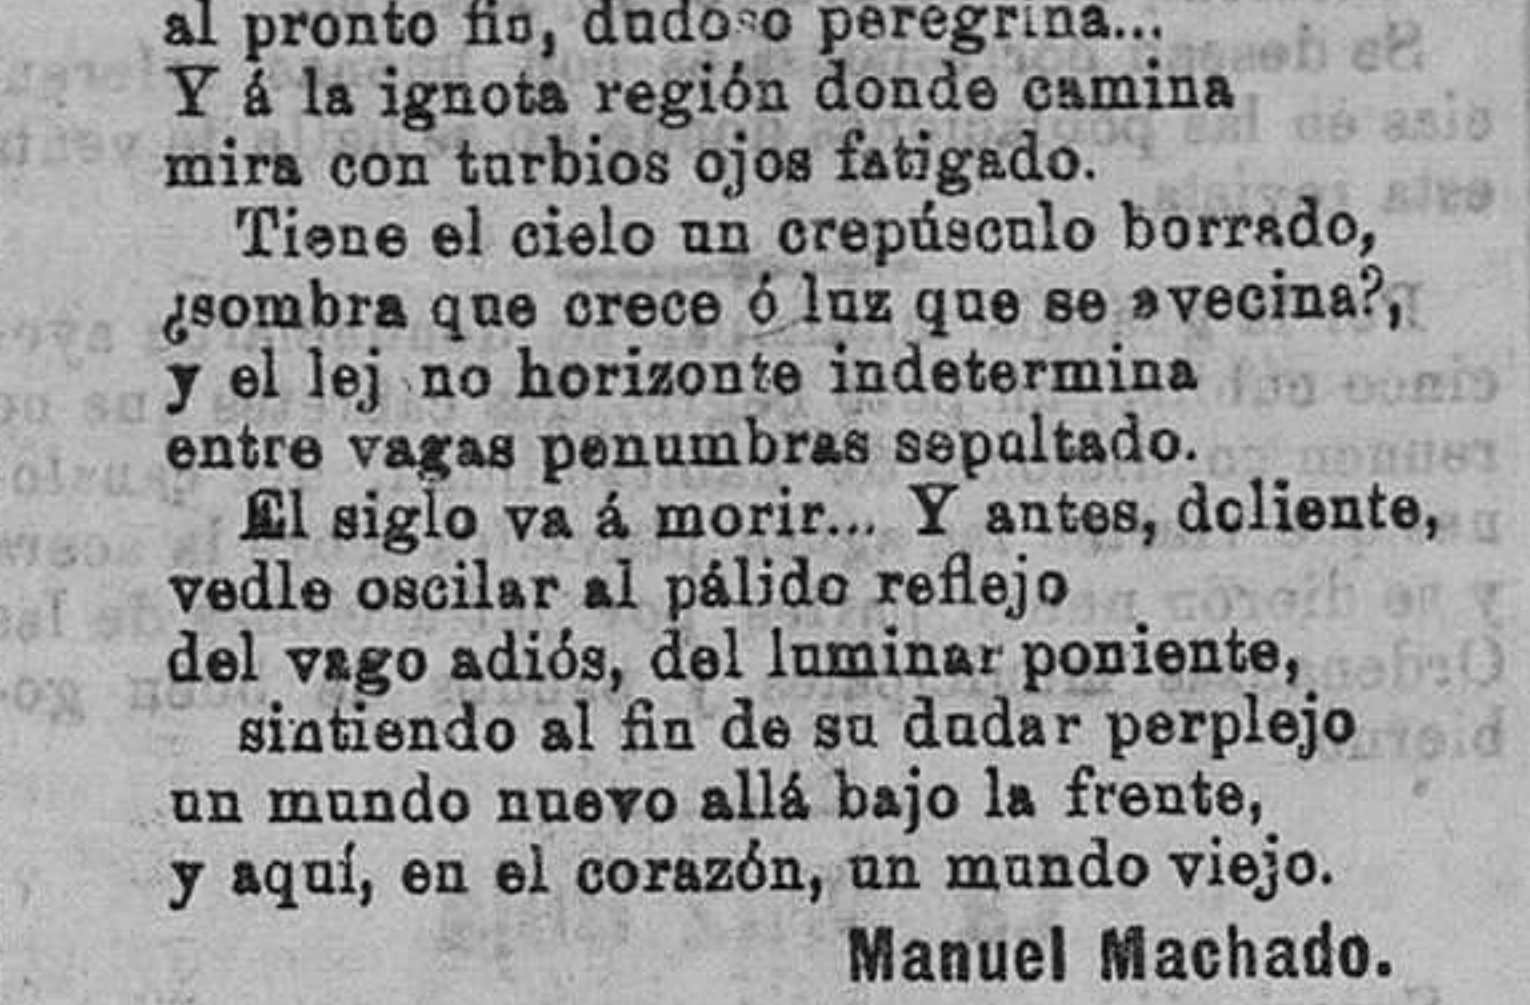 al pronto fin, dudoso peregrina...
Y á la ignota región donde camina
mira con turbios ojos fatigado.
Tiene el cielo un crepúsculo borrado,
¿sombra que crece ó luz que se avecina?,
y el lej no horizonte indetermina
entre vagas penumbras sepultado.
El siglo va á morir... Y antes, doliente,
vedle oscilar al pálido reflejo
del vago adiós, del luminar poniente,
sintiendo al fin de su dudar perplejo
un mundo nuevo allá bajo la frente,
y aquí, en el corazón, un mundo viejo.
Manuel Machado.